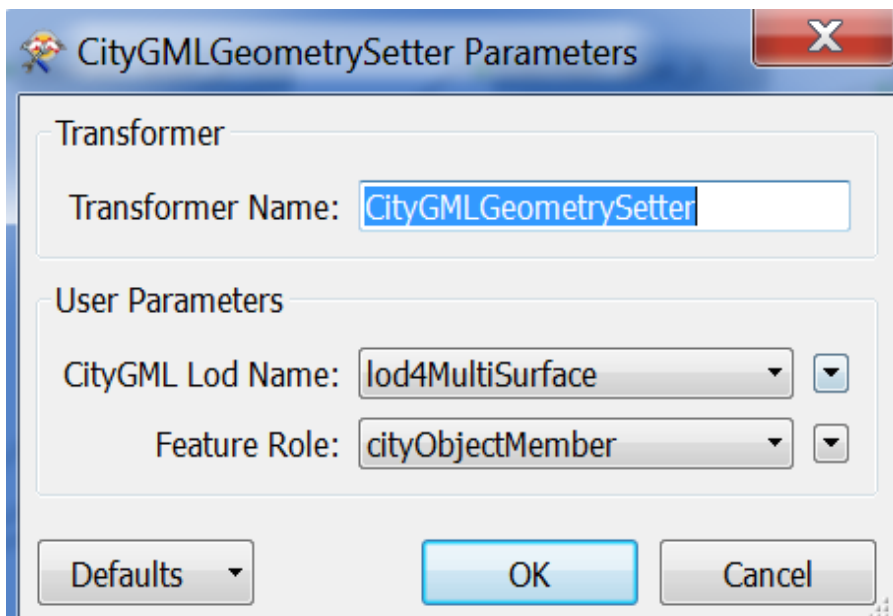 CityGMLGeometrySetter Parameters
Transformer
Transformer Name: CityGMLGeometrySetter
User Parameters
CityGML Lod Name: lod4MultiSurface
Feature Role: cityObjectMember
Defaults OK Cancel